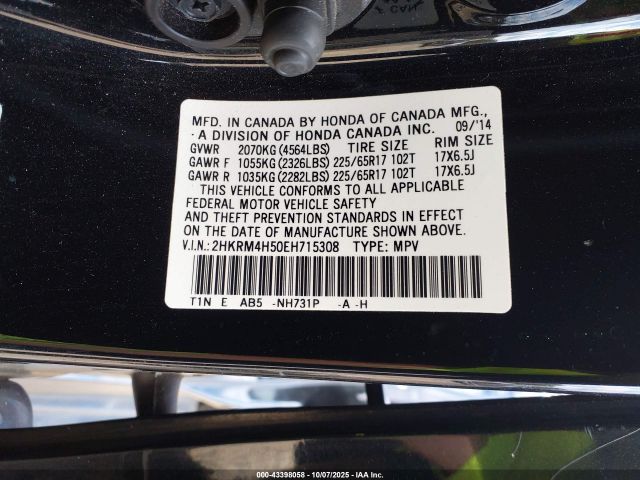 MFD. IN CANADA BY HONDA OF CANADA MFG.,
A DIVISION OF HONDA CANADA INC. 09/'14
GVWR 2070KG(4564LBS) TIRE SIZE RIM SIZE
GAWR F 1055KG(2326LBS) 225/65R17 102T 17X6.5J
GAWR R 1035KG(2282LBS) 225/65R17 102T 17X6.5J
THIS VEHICLE CONFORMS TO ALL APPLICABLE
FEDERAL MOTOR VEHICLE SAFETY
AND THEFT PREVENTION STANDARDS IN EFFECT
ON THE DATE OF MANUFACTURE SHOWN ABOVE.
V.I.N.: 2HKRM4H50EH715308 TYPE: MPV
T1N E AB5 -NH731P -A -H
000-43398058 - 10/07/2025 - IAA Inc.